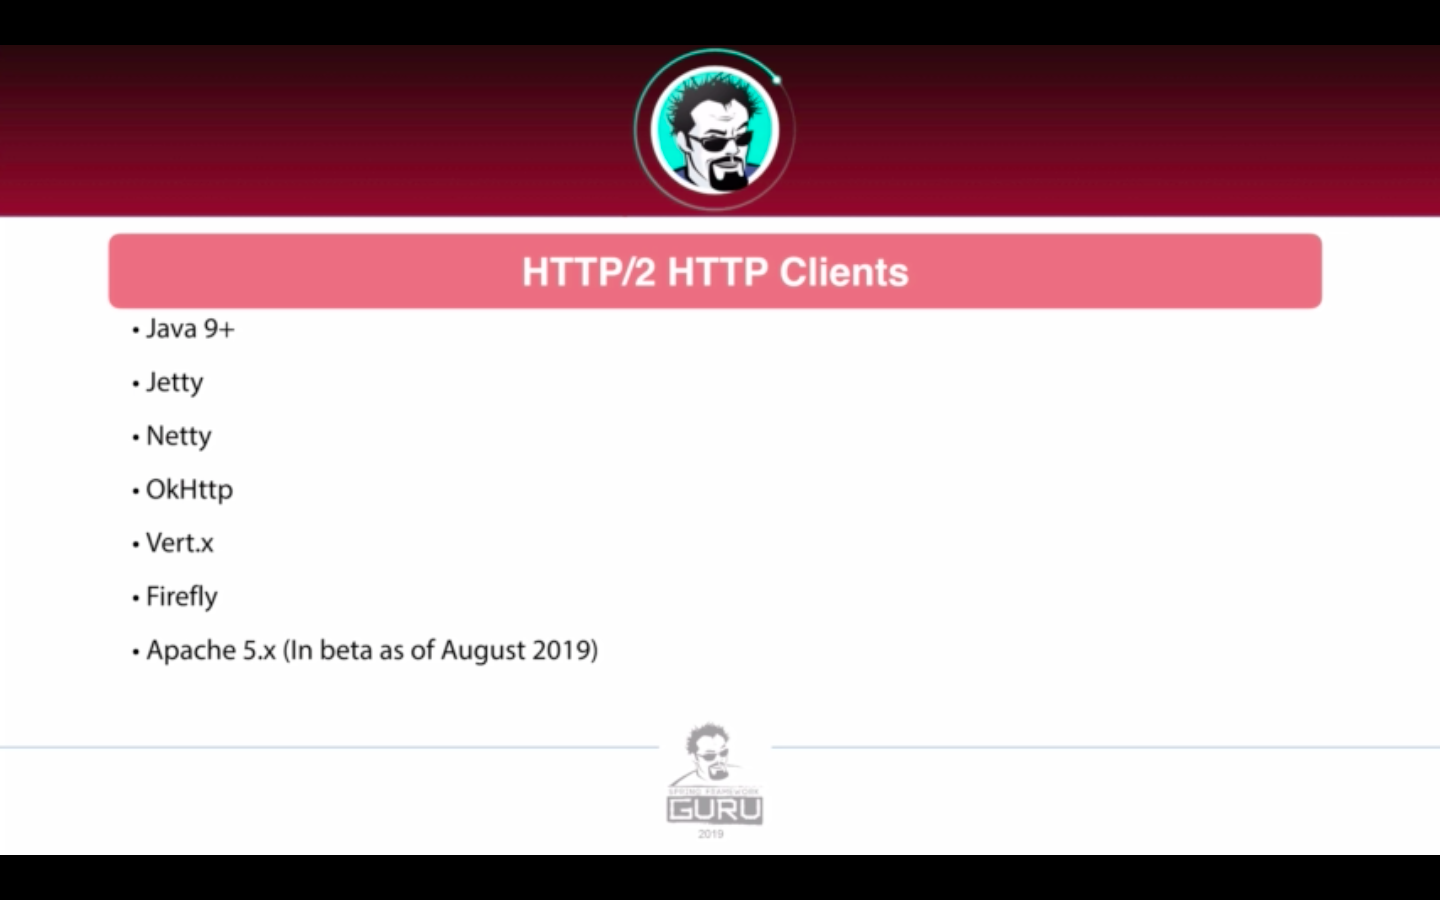 HTTP/2 HTTP Clients
• Java 9+
• Jetty
• Netty
• OkHttp
• Vert.x
• Firefly
• Apache 5.x (In beta as of August 2019)
SPRING FRAMEWORK
GURU
2019